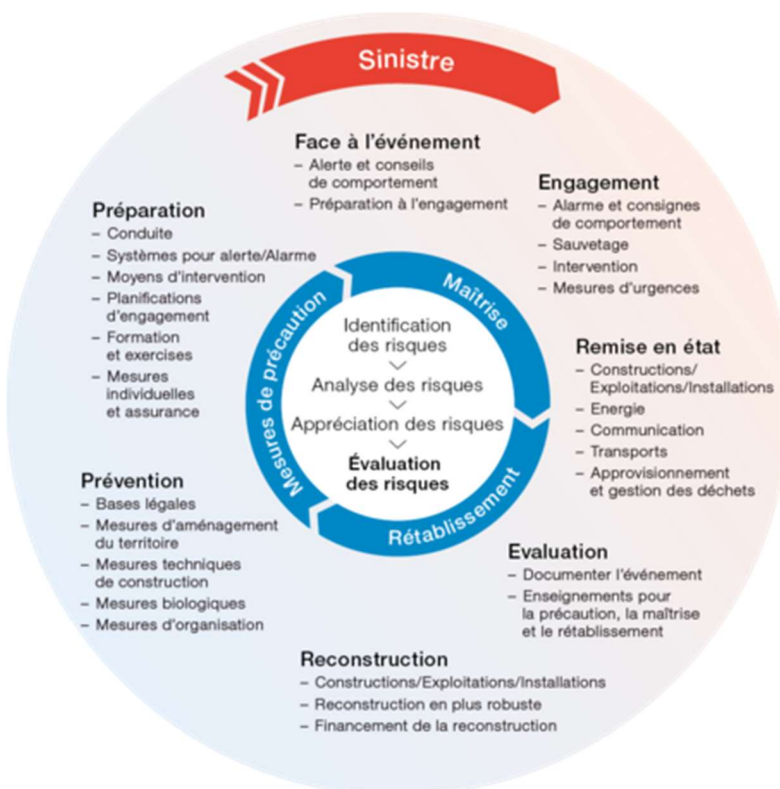 Sinistre
Face à l'événement
– Alerte et conseils
de comportement
– Préparation à l'engagement
Engagement
– Alarme et consignes
de comportement
– Sauvetage
– Intervention
– Mesures d'urgences
Remise en état
– Constructions/
Exploitations/Installations
– Energie
– Communication
– Transports
– Approvisionnement
et gestion des déchets
Evaluation
– Documenter l'événement
– Enseignements pour
la précaution, la maîtrise
et le rétablissement
Reconstruction
– Constructions/Exploitations/Installations
– Reconstruction en plus robuste
– Financement de la reconstruction
Prévention
– Bases légales
– Mesures d'aménagement
du territoire
– Mesures techniques
de construction
– Mesures biologiques
– Mesures d'organisation
Préparation
– Conduite
– Systèmes pour alerte/Alarme
– Moyens d'intervention
– Planifications
d'engagement
– Formation
et exercises
– Mesures
individuelles
et assurance
Mesures de précaution
Maîtrise
Rétablissement
Identification
des risques
Analyse des risques
Appréciation des risques
Évaluation
des risques